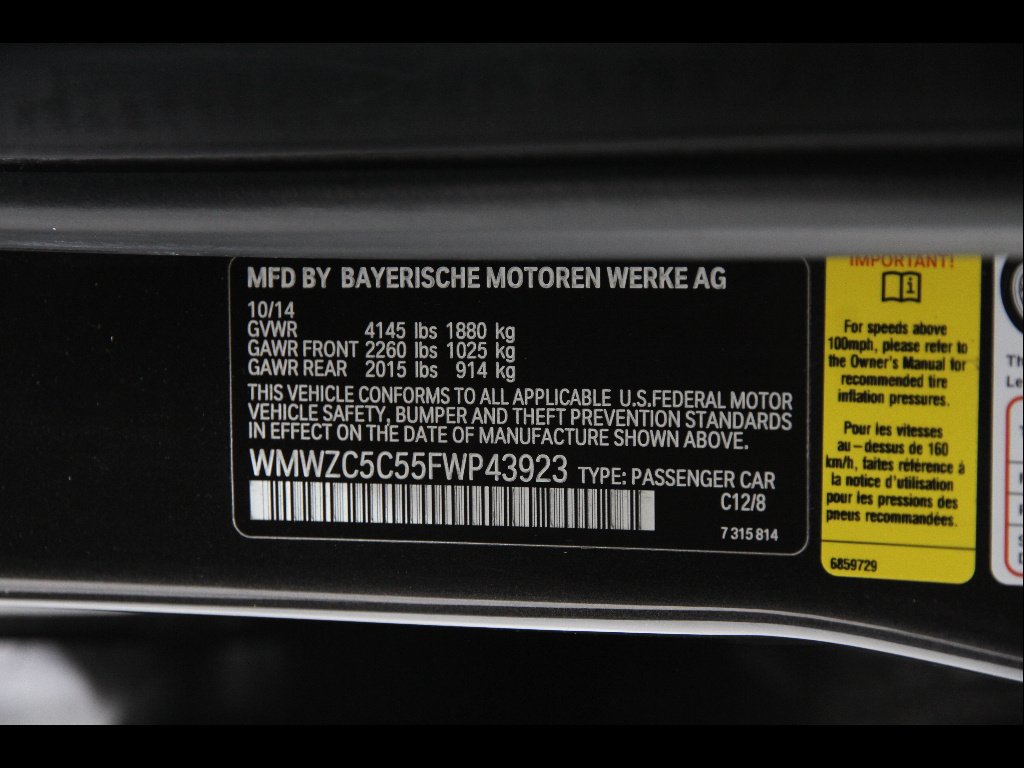 MFD BY BAYERISCHE MOTOREN WERKE AG
10/14
GVWR 4145 lbs 1880 kg
GAWR FRONT 2260 lbs 1025 kg
GAWR REAR 2015 lbs 914 kg
THIS VEHICLE CONFORMS TO ALL APPLICABLE U.S.FEDERAL MOTOR
VEHICLE SAFETY, BUMPER AND THEFT PREVENTION STANDARDS
IN EFFECT ON THE DATE OF MANUFACTURE SHOWN ABOVE.
WMWZC5C55FWP43923 TYPE: PASSENGER CAR
C12/8
7 315 814
IMPORTANT!
For speeds above
100mph, please refer to
the Owner's Manual for
recommended tire
inflation pressures.
Pour les vitesses
au-dessus de 160
km/h, faites référence à
la notice d'utilisation
pour les pressions des
pneus recommandées.
6859729